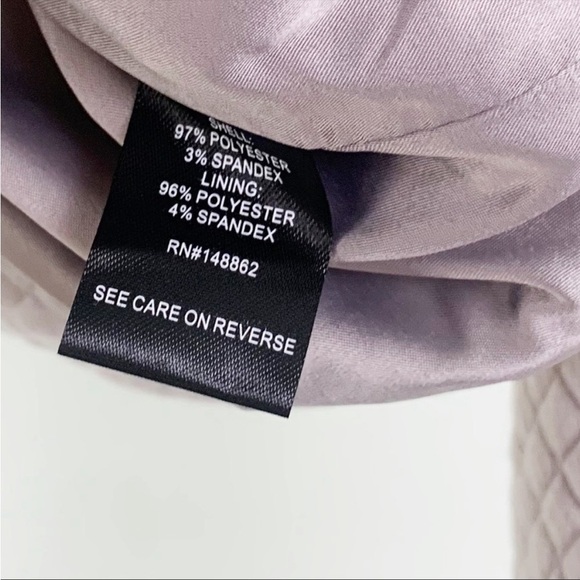 SHELL:
97% POLYESTER
3% SPANDEX
LINING:
96% POLYESTER
4% SPANDEX
RN#148862
SEE CARE ON REVERSE